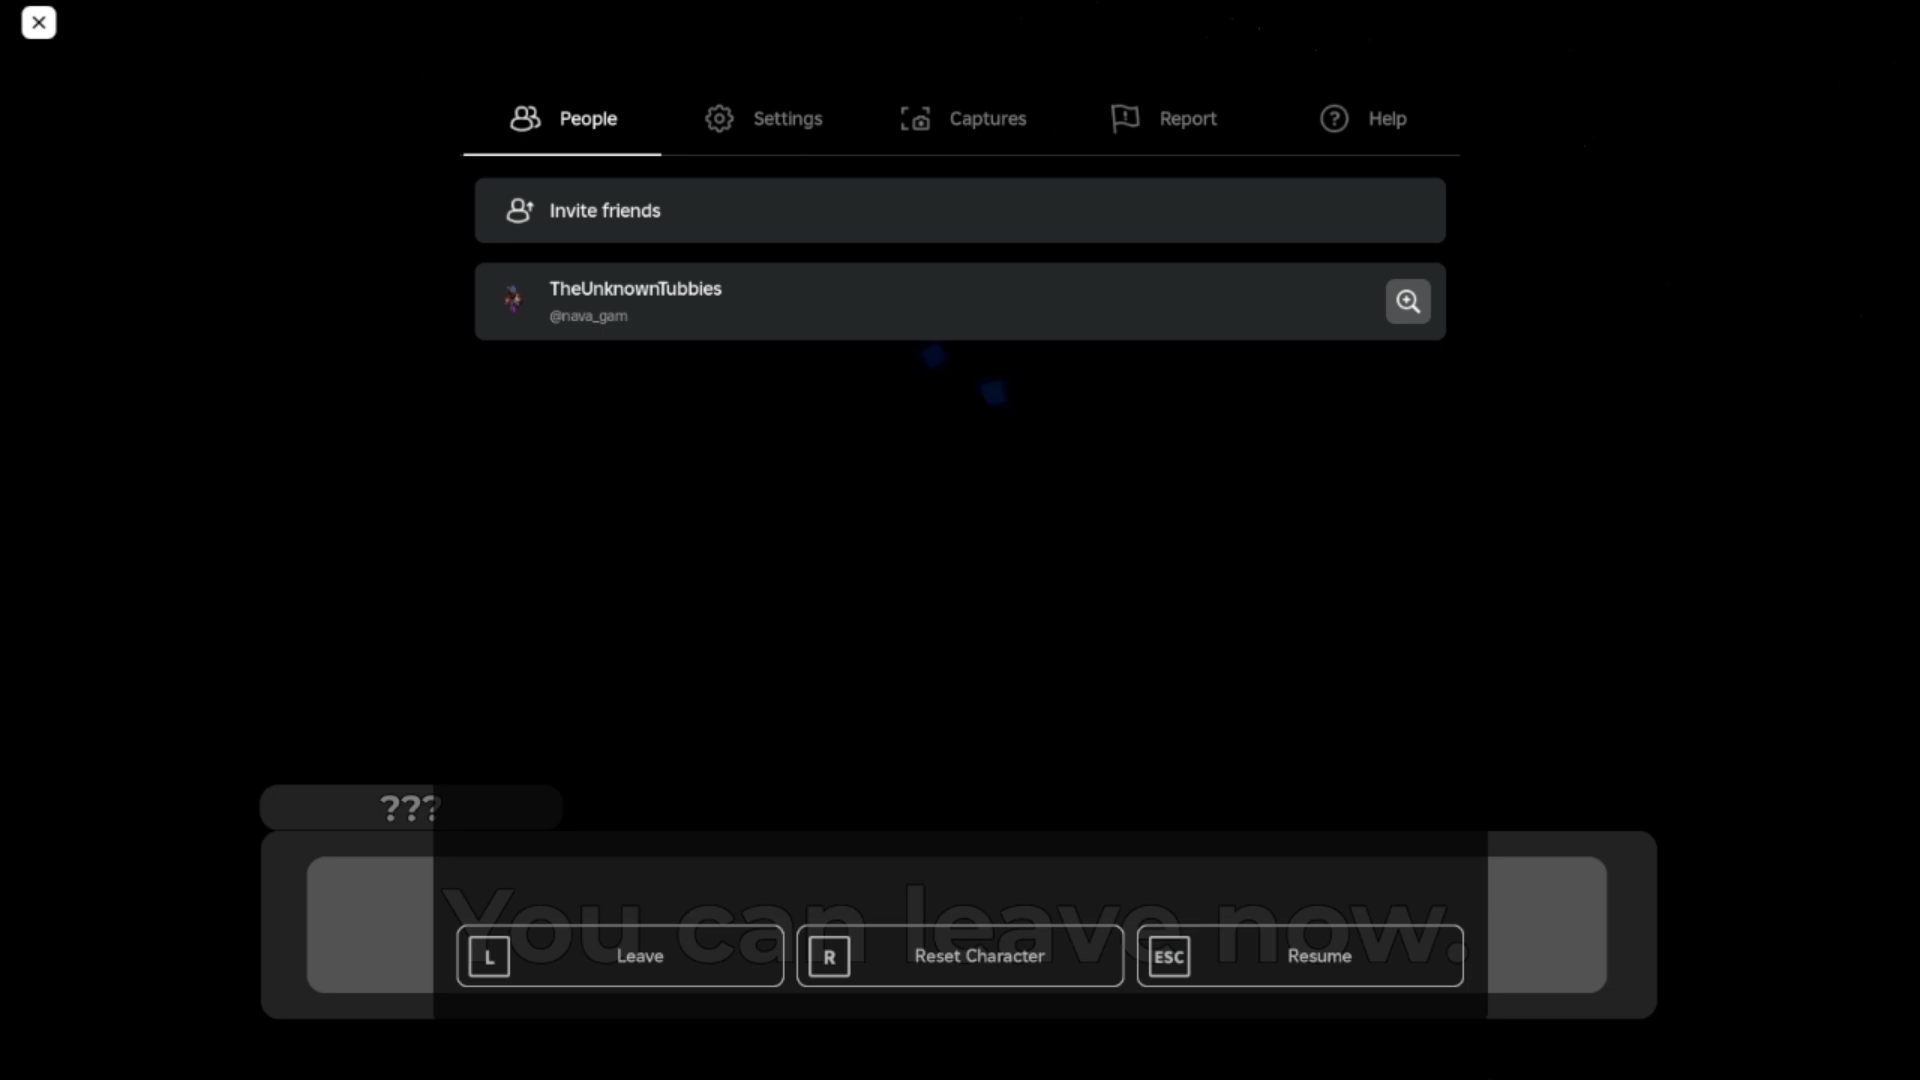 People Settings Captures Report Help
Invite friends
TheUnknownTubbies
@nava_gam
???
You can leave now.
L Leave R Reset Character ESC Resume